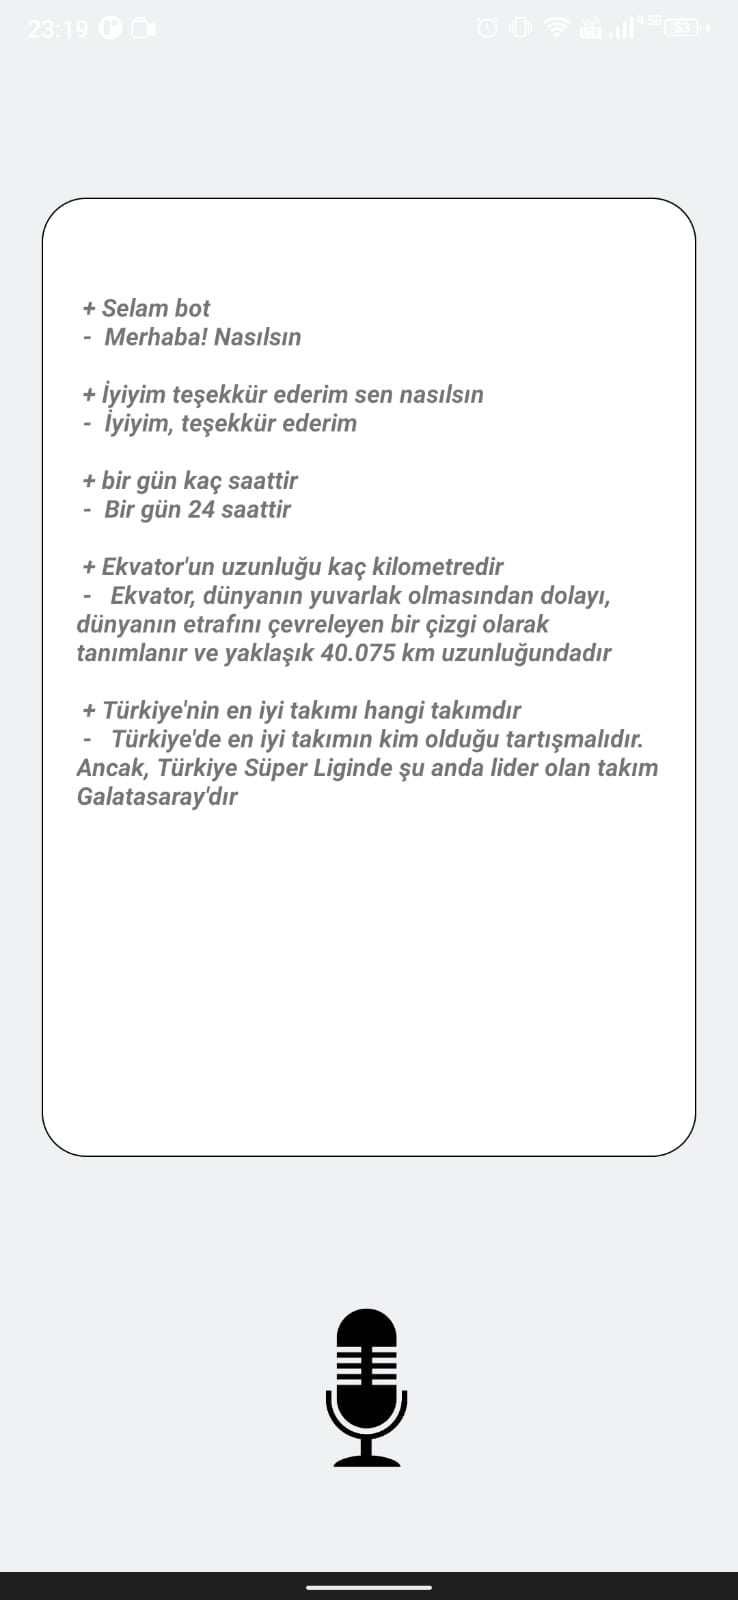 23:19
4.5G
53
+ Selam bot
- Merhaba! Nasılsın
+ İyiyim teşekkür ederim sen nasılsın
- İyiyim, teşekkür ederim
+ bir gün kaç saattir
- Bir gün 24 saattir
+ Ekvator'un uzunluğu kaç kilometredir
- Ekvator, dünyanın yuvarlak olmasından dolayı,
dünyanın etrafını çevreleyen bir çizgi olarak
tanımlanır ve yaklaşık 40.075 km uzunluğundadır
+ Türkiye'nin en iyi takımı hangi takımdır
- Türkiye'de en iyi takımın kim olduğu tartışmalıdır.
Ancak, Türkiye Süper Liginde şu anda lider olan takım
Galatasaray'dır